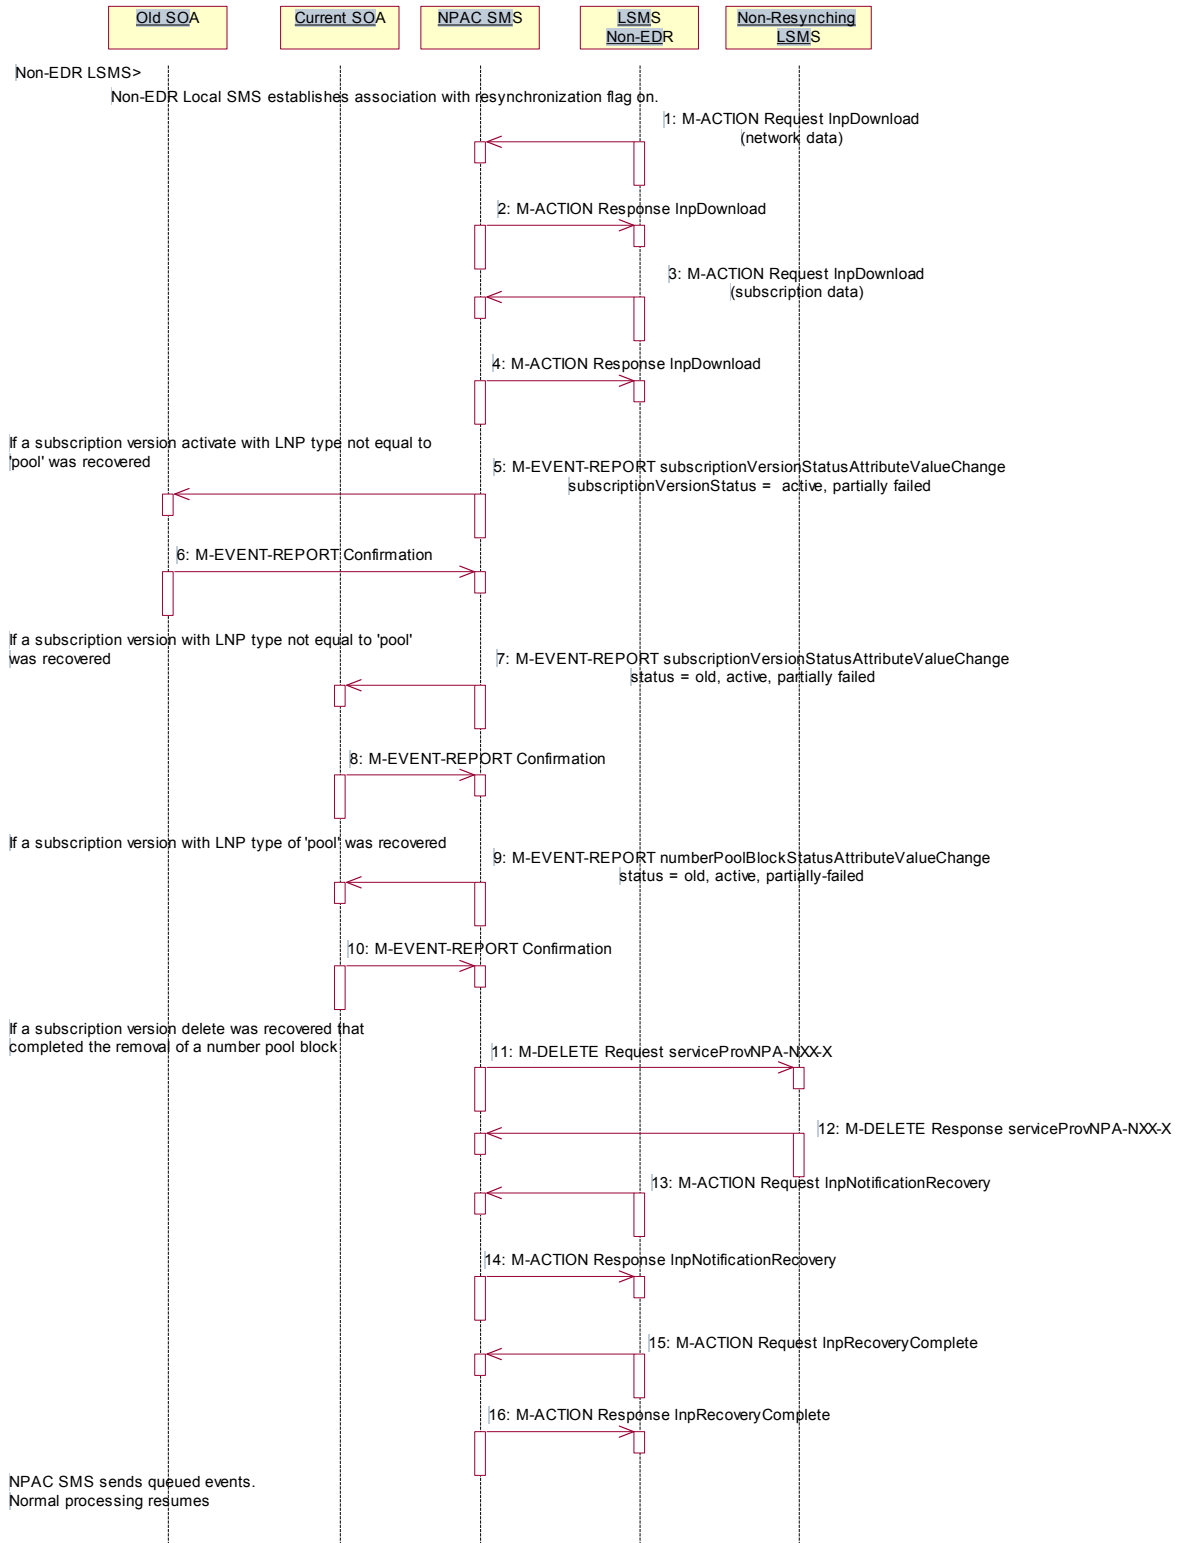 Old SOA
Current SOA
NPAC SMS
LSMS
Non-EDR
Non-Resynching
LSMS
Non-EDR LSMS>
Non-EDR Local SMS establishes association with resynchronization flag on.
1: M-ACTION Request lnpDownload
(network data)
2: M-ACTION Response lnpDownload
3: M-ACTION Request lnpDownload
(subscription data)
4: M-ACTION Response lnpDownload
If a subscription version activate with LNP type not equal to
'pool' was recovered
5: M-EVENT-REPORT subscriptionVersionStatusAttributeValueChange
subscriptionVersionStatus = active, partially failed
6: M-EVENT-REPORT Confirmation
If a subscription version with LNP type not equal to 'pool'
was recovered
7: M-EVENT-REPORT subscriptionVersionStatusAttributeValueChange
status = old, active, partially failed
8: M-EVENT-REPORT Confirmation
If a subscription version with LNP type of 'pool' was recovered
9: M-EVENT-REPORT numberPoolBlockStatusAttributeValueChange
status = old, active, partially-failed
10: M-EVENT-REPORT Confirmation
If a subscription version delete was recovered that
completed the removal of a number pool block
11: M-DELETE Request serviceProvNPA-NXX-X
12: M-DELETE Response serviceProvNPA-NXX-X
13: M-ACTION Request lnpNotificationRecovery
14: M-ACTION Response lnpNotificationRecovery
15: M-ACTION Request lnpRecoveryComplete
16: M-ACTION Response lnpRecoveryComplete
NPAC SMS sends queued events.
Normal processing resumes